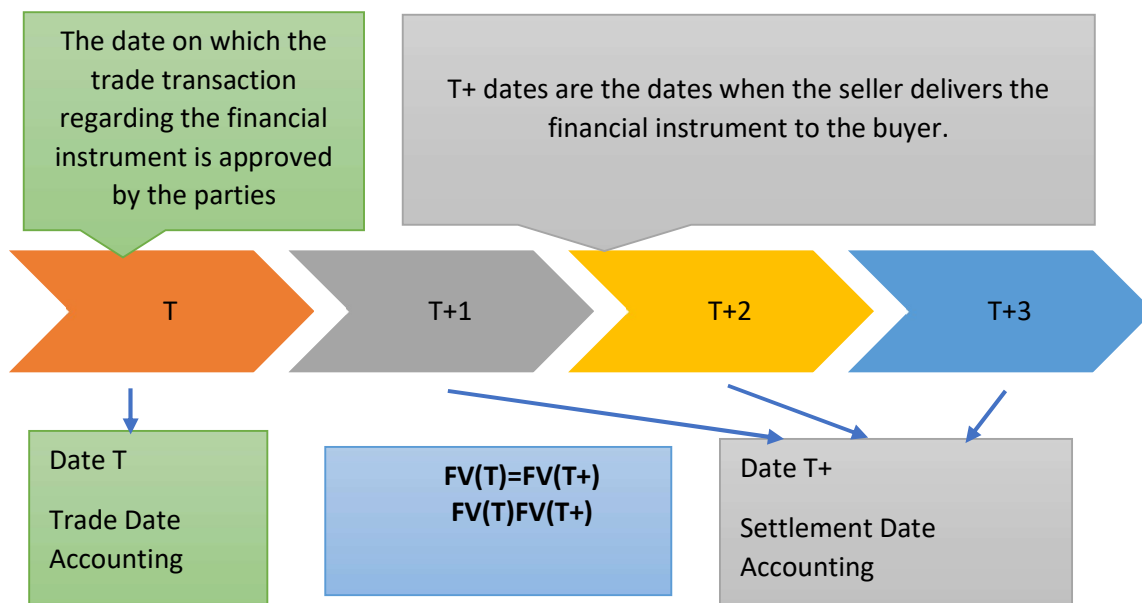 The date on which the
trade transaction
regarding the financial
instrument is approved
by the parties
T+ dates are the dates when the seller delivers the
financial instrument to the buyer.
T
T+1
T+2
T+3
Date T
Trade Date
Accounting
FV(T)=FV(T+)
FV(T)FV(T+)
Date T+
Settlement Date
Accounting